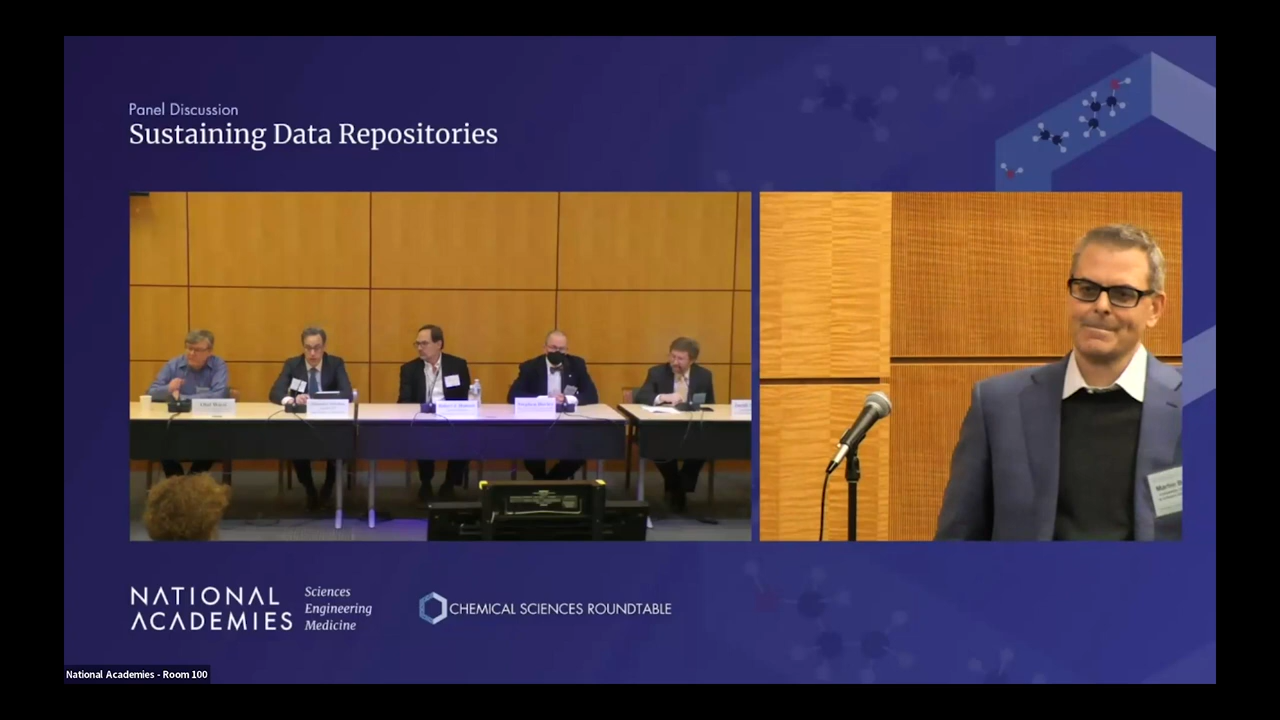 Panel Discussion
Sustaining Data Repositories
NATIONAL
ACADEMIES
Sciences
Engineering
Medicine
CHEMICAL SCIENCES ROUNDTABLE
National Academies - Room 100